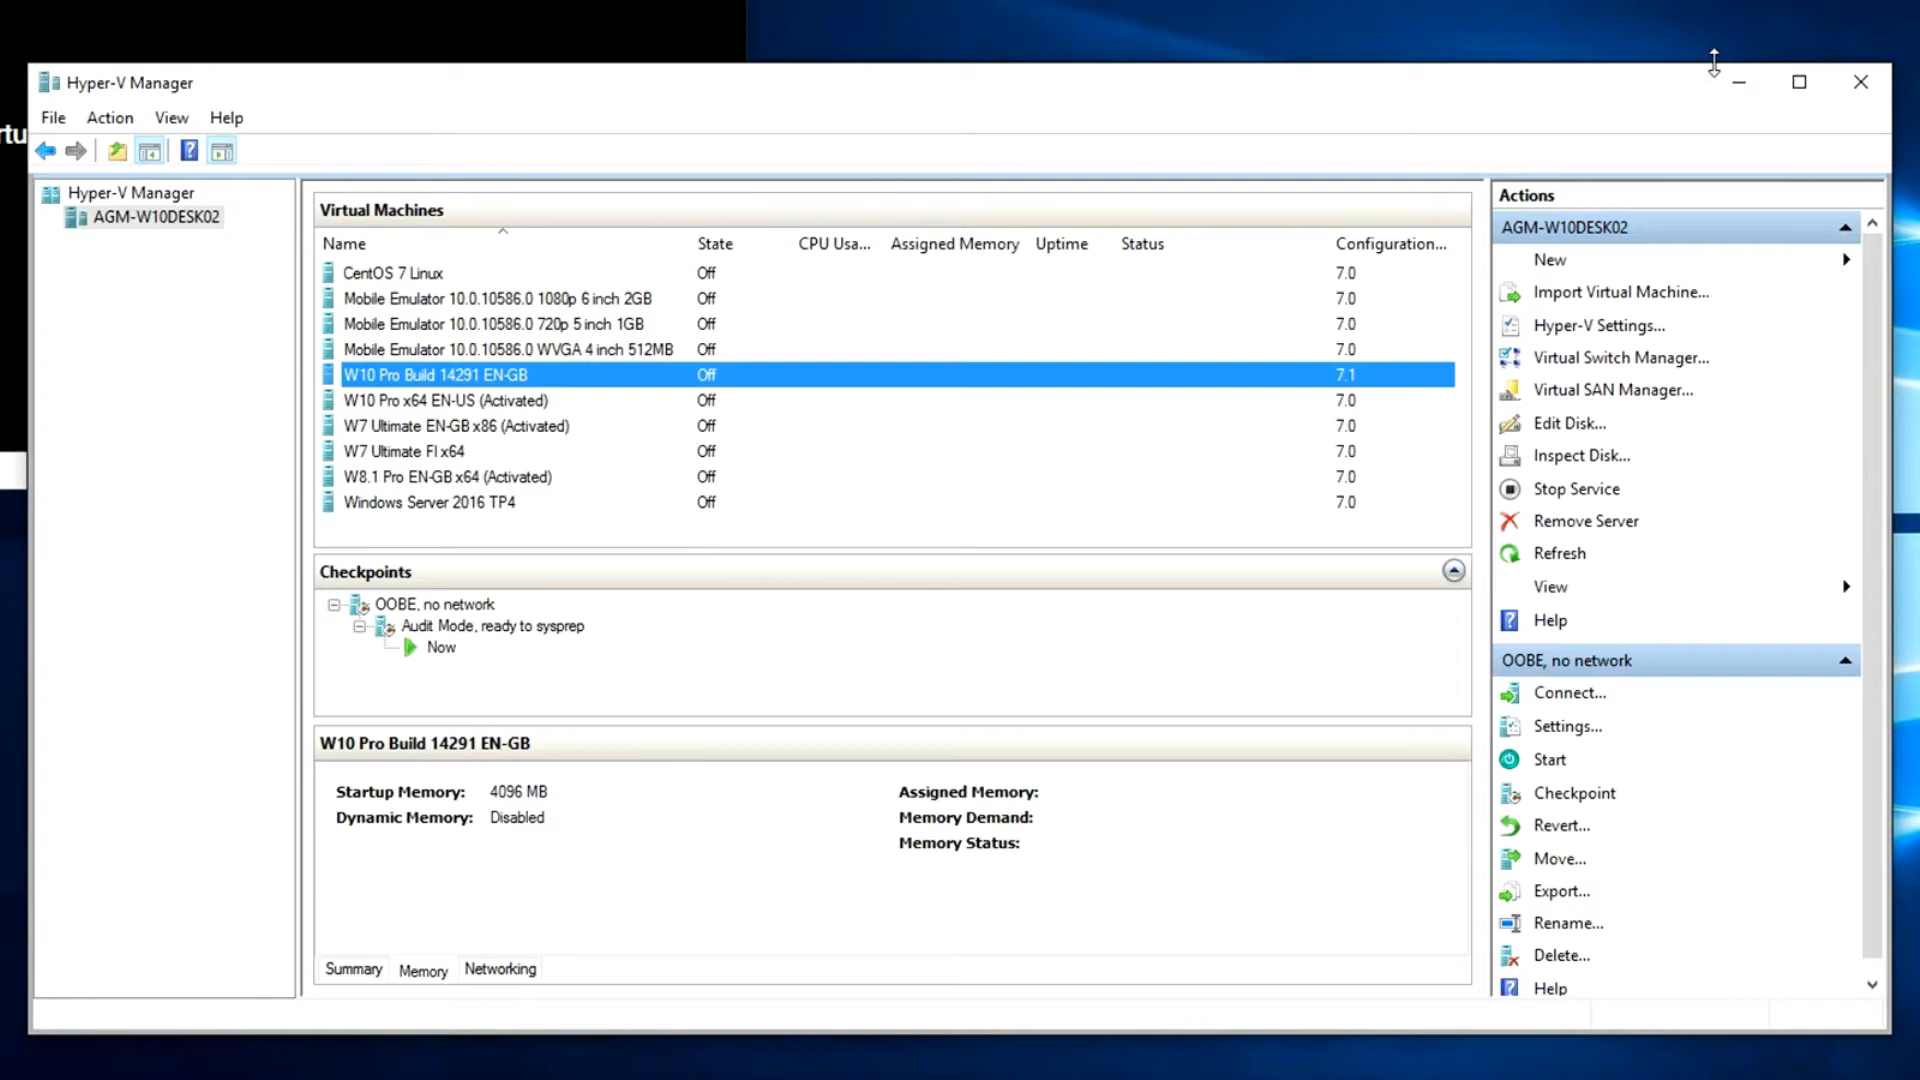 rtu
Hyper-V Manager
File Action View Help
Hyper-V Manager
AGM-W10DESK02
Virtual Machines
Name State CPU Usa... Assigned Memory Uptime Status Configuration...
CentOS 7 Linux Off 7.0
Mobile Emulator 10.0.10586.0 1080p 6 inch 2GB Off 7.0
Mobile Emulator 10.0.10586.0 720p 5 inch 1GB Off 7.0
Mobile Emulator 10.0.10586.0 WVGA 4 inch 512MB Off 7.0
W10 Pro Build 14291 EN-GB Off 7.1
W10 Pro x64 EN-US (Activated) Off 7.0
W7 Ultimate EN-GB x86 (Activated) Off 7.0
W7 Ultimate FI x64 Off 7.0
W8.1 Pro EN-GB x64 (Activated) Off 7.0
Windows Server 2016 TP4 Off 7.0
Checkpoints
OOBE, no network
Audit Mode, ready to sysprep
Now
W10 Pro Build 14291 EN-GB
Startup Memory: 4096 MB Assigned Memory:
Dynamic Memory: Disabled Memory Demand:
Memory Status:
Summary Memory Networking
Actions
AGM-W10DESK02
New
Import Virtual Machine...
Hyper-V Settings...
Virtual Switch Manager...
Virtual SAN Manager...
Edit Disk...
Inspect Disk...
Stop Service
Remove Server
Refresh
View
Help
OOBE, no network
Connect...
Settings...
Start
Checkpoint
Revert...
Move...
Export...
Rename...
Delete...
Help